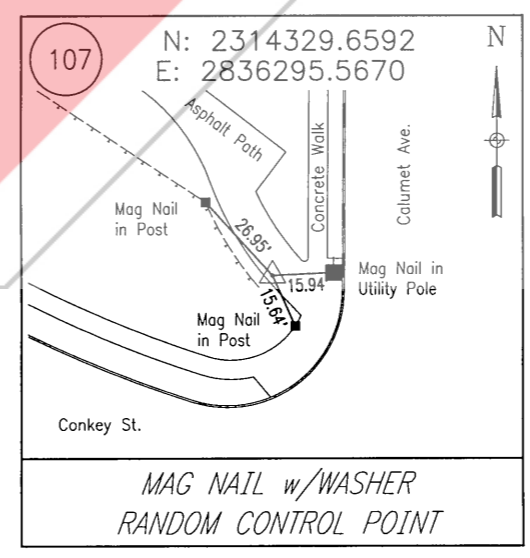 107
N: 2314329.6592
E: 2836295.5670
N
Asphalt Path
Concrete Walk
Calumet Ave.
Mag Nail
in Post
26.95'
15.94
Mag Nail in
Utility Pole
15.64'
Mag Nail
in Post
Conkey St.
MAG NAIL w/WASHER
RANDOM CONTROL POINT